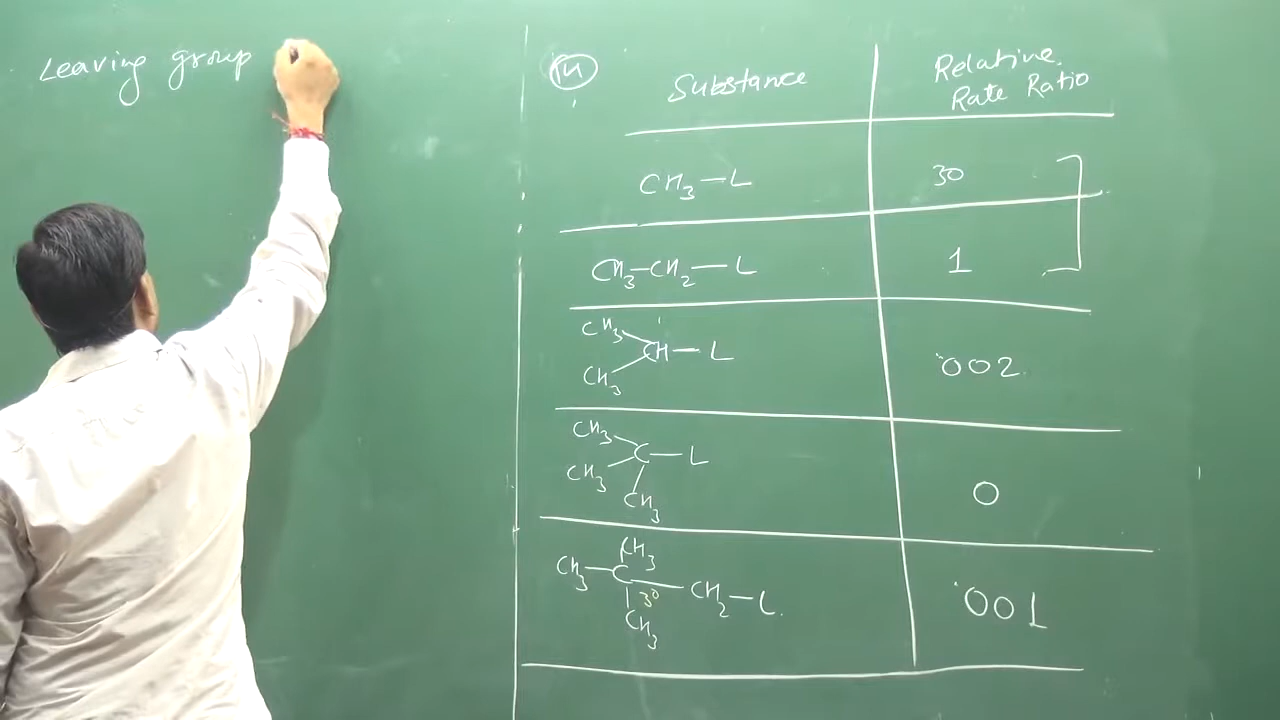 Leaving group
14
Substance
Relative
Rate Ratio
CH3-L
30
CH3-CH2-L
1
CH3
CH-L
CH3
.002
CH3
C-L
CH3
CH3
0
CH3
CH3-C-CH2-L
3°
CH3
.001